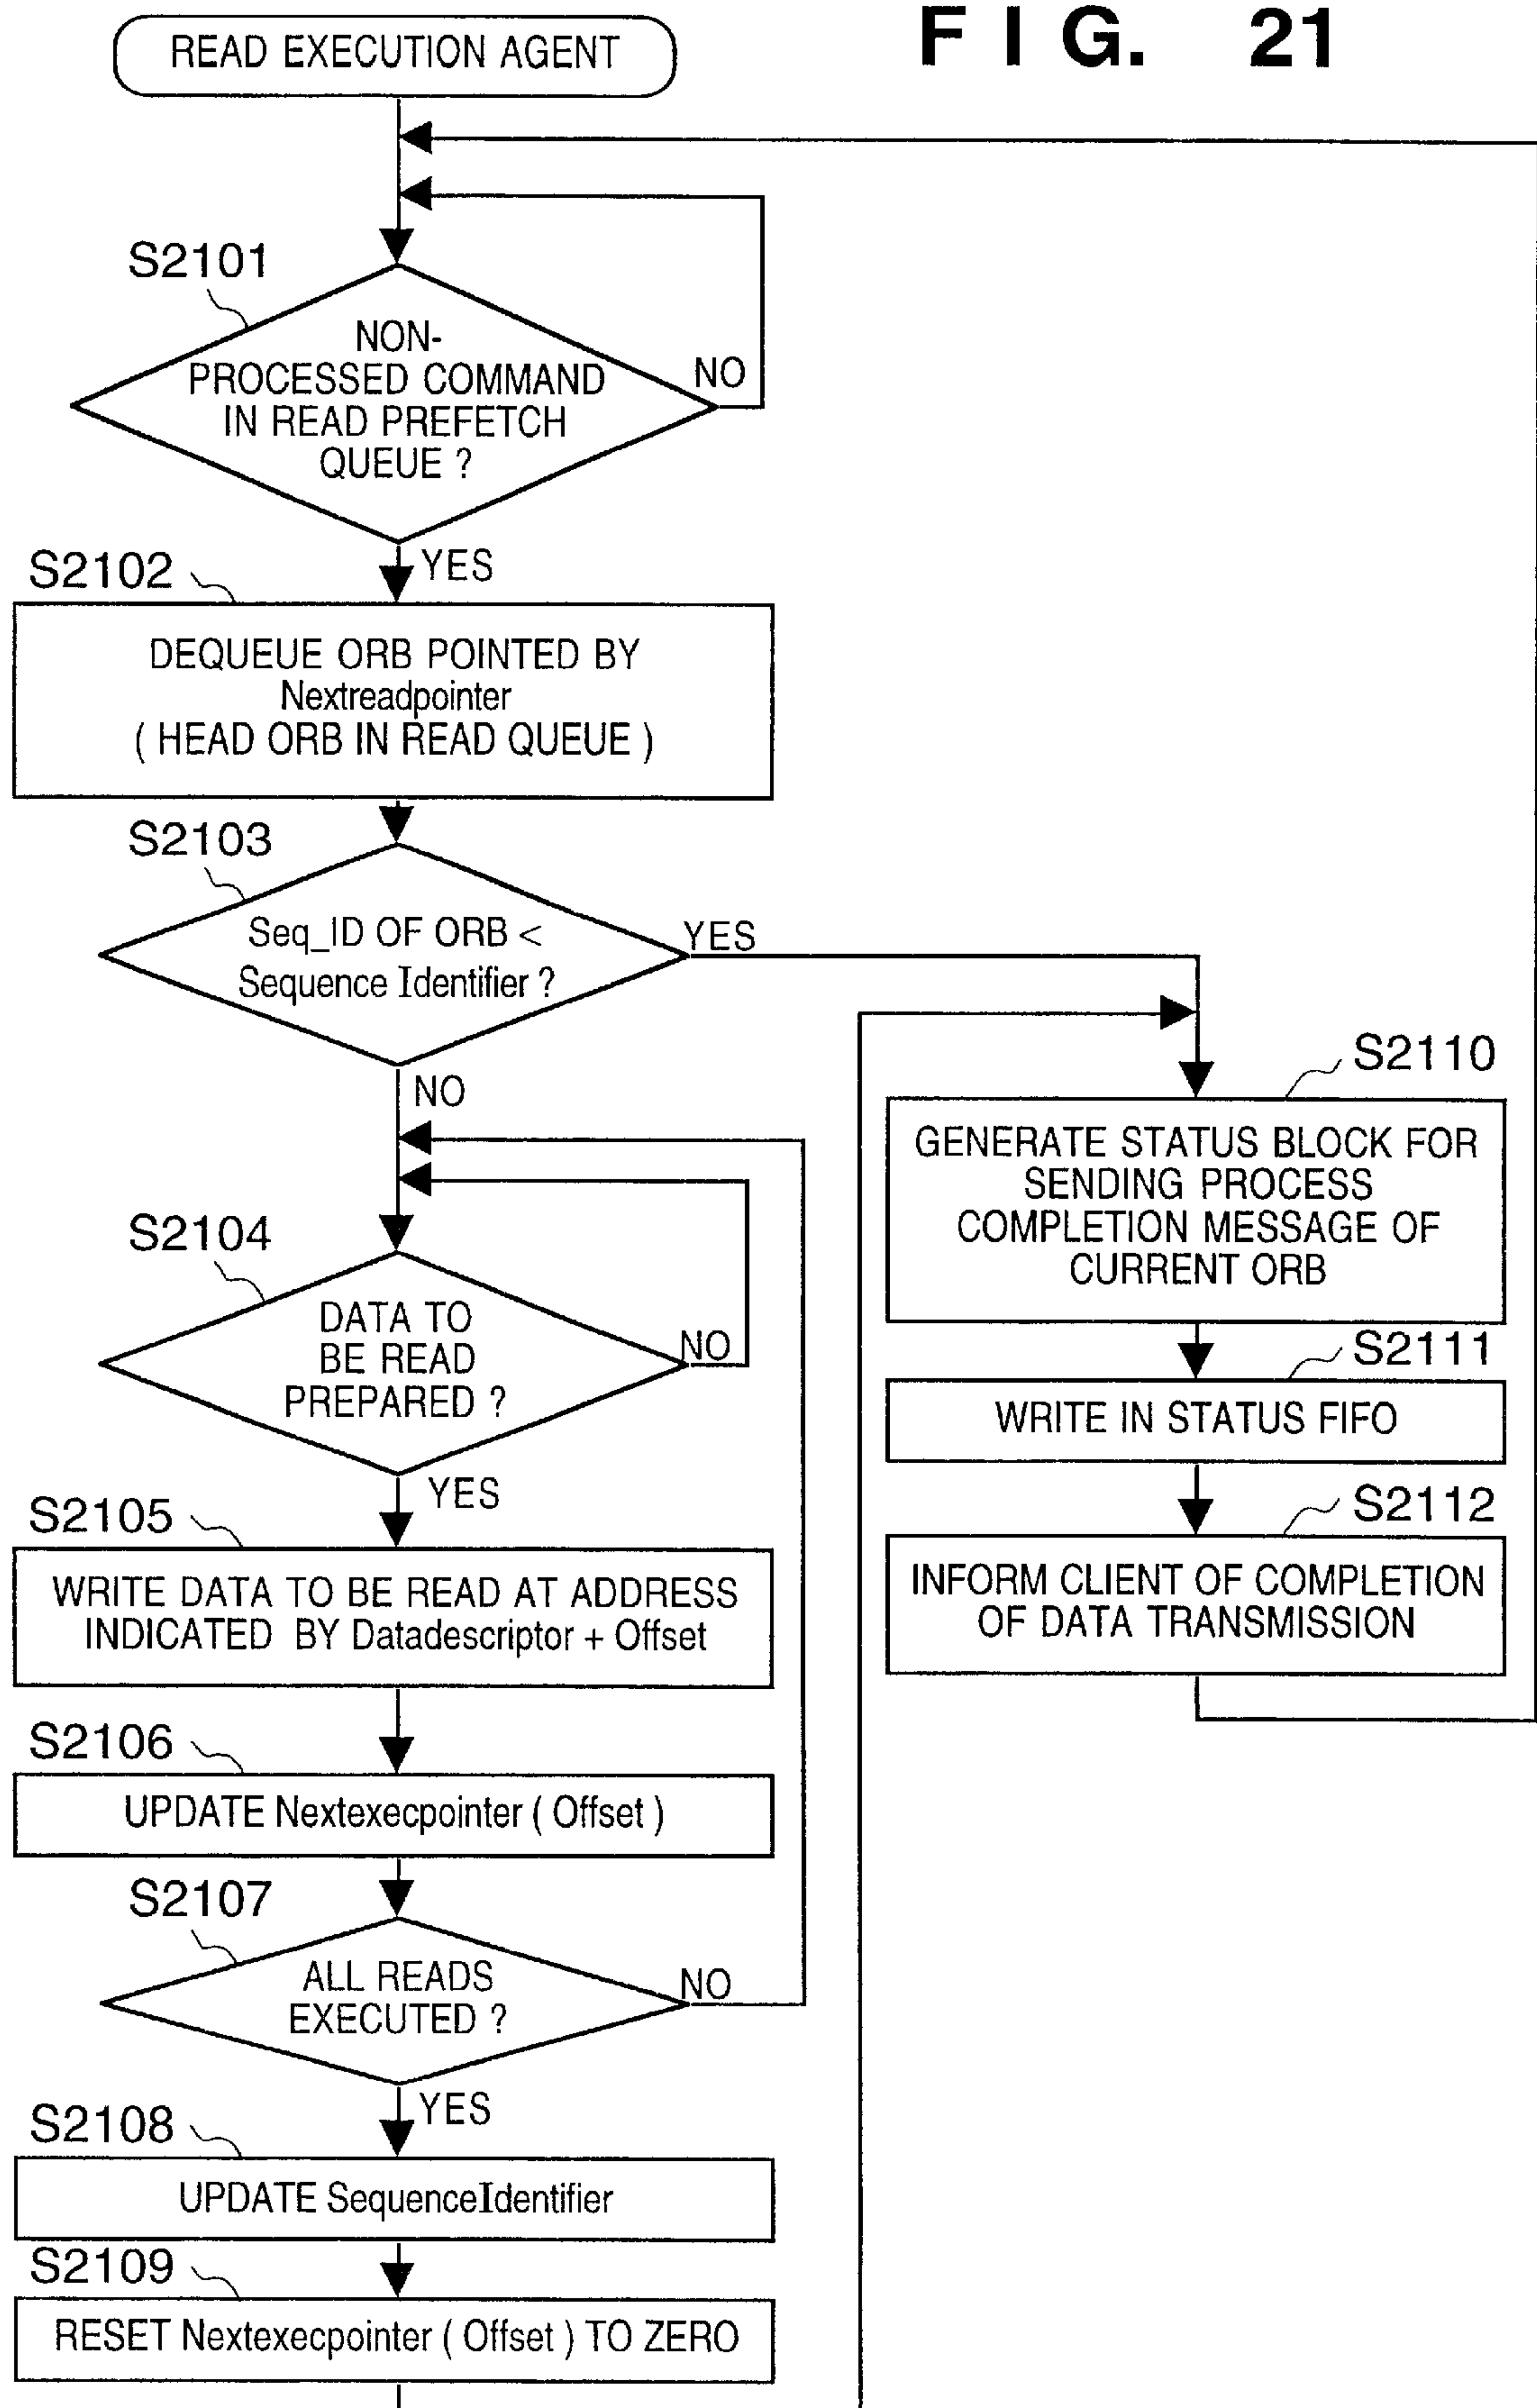 FIG. 21
READ EXECUTION AGENT
S2101
NON-
PROCESSED COMMAND
IN READ PREFETCH
QUEUE ?
NO
YES
S2102
DEQUEUE ORB POINTED BY
Nextreadpointer
( HEAD ORB IN READ QUEUE )
S2103
Seq_ID OF ORB <
Sequence Identifier ?
YES
NO
S2104
DATA TO
BE READ
PREPARED ?
NO
YES
S2105
WRITE DATA TO BE READ AT ADDRESS
INDICATED BY Datadescriptor + Offset
S2106
UPDATE Nextexecpointer ( Offset )
S2107
ALL READS
EXECUTED ?
NO
YES
S2108
UPDATE SequenceIdentifier
S2109
RESET Nextexecpointer ( Offset ) TO ZERO
S2110
GENERATE STATUS BLOCK FOR
SENDING PROCESS
COMPLETION MESSAGE OF
CURRENT ORB
S2111
WRITE IN STATUS FIFO
S2112
INFORM CLIENT OF COMPLETION
OF DATA TRANSMISSION